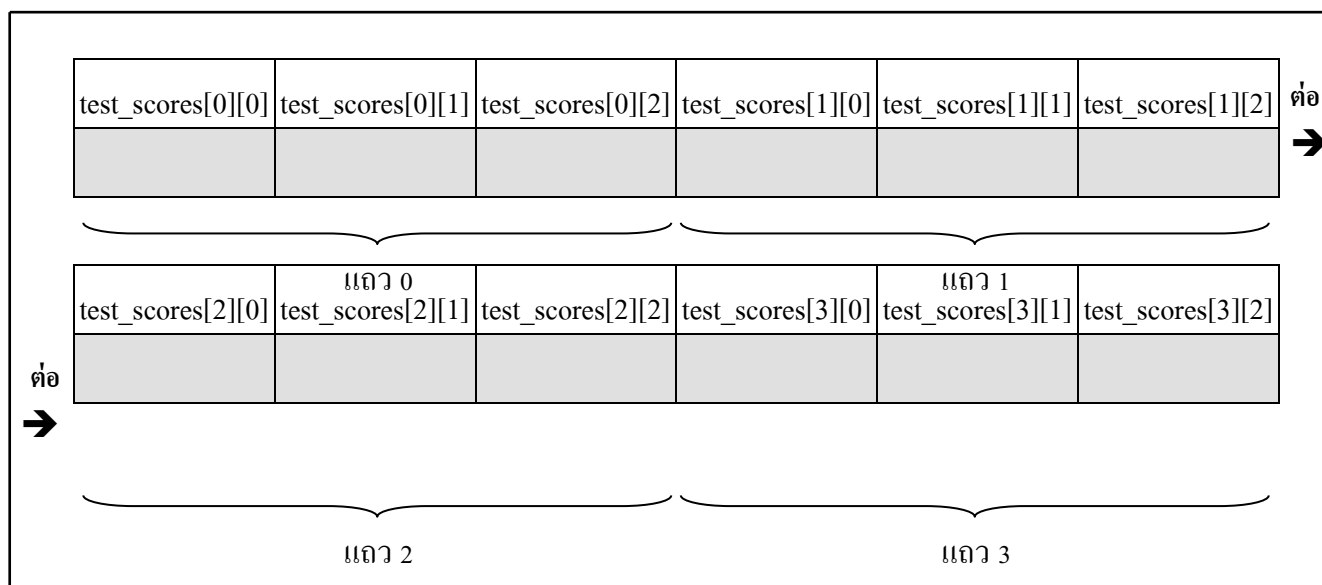 test_scores[0][0] test_scores[0][1] test_scores[0][2] test_scores[1][0] test_scores[1][1] test_scores[1][2] ต่อ
➔
แถว 0 แถว 1
test_scores[2][0] test_scores[2][1] test_scores[2][2] test_scores[3][0] test_scores[3][1] test_scores[3][2]
ต่อ
➔
แถว 2 แถว 3